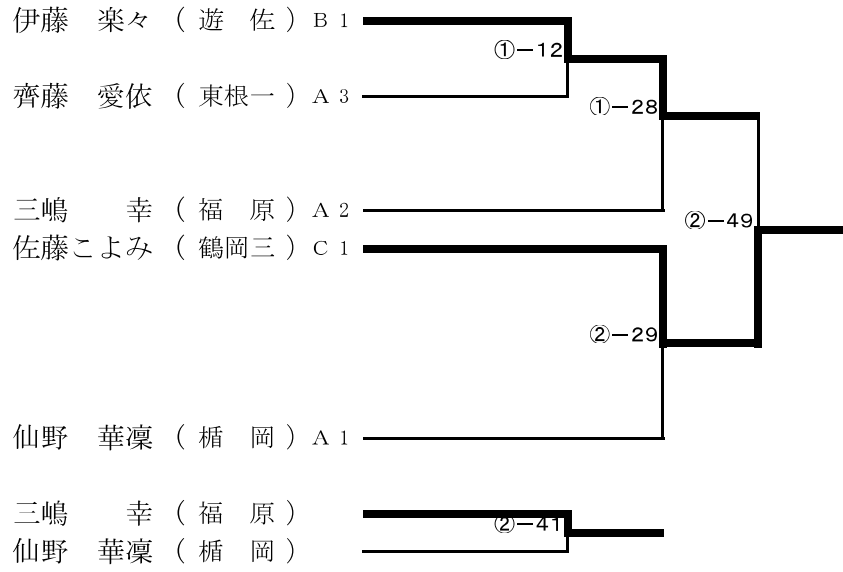 伊藤　楽々 ( 遊　佐 ) B 1
①－12
齊藤　愛依 ( 東根一 ) A 3
①－28
三嶋　　幸 ( 福　原 ) A 2
②－49
佐藤こよみ ( 鶴岡三 ) C 1
②－29
仙野　華凜 ( 楯　岡 ) A 1
三嶋　　幸 ( 福　原 )
②－41
仙野　華凜 ( 楯　岡 )